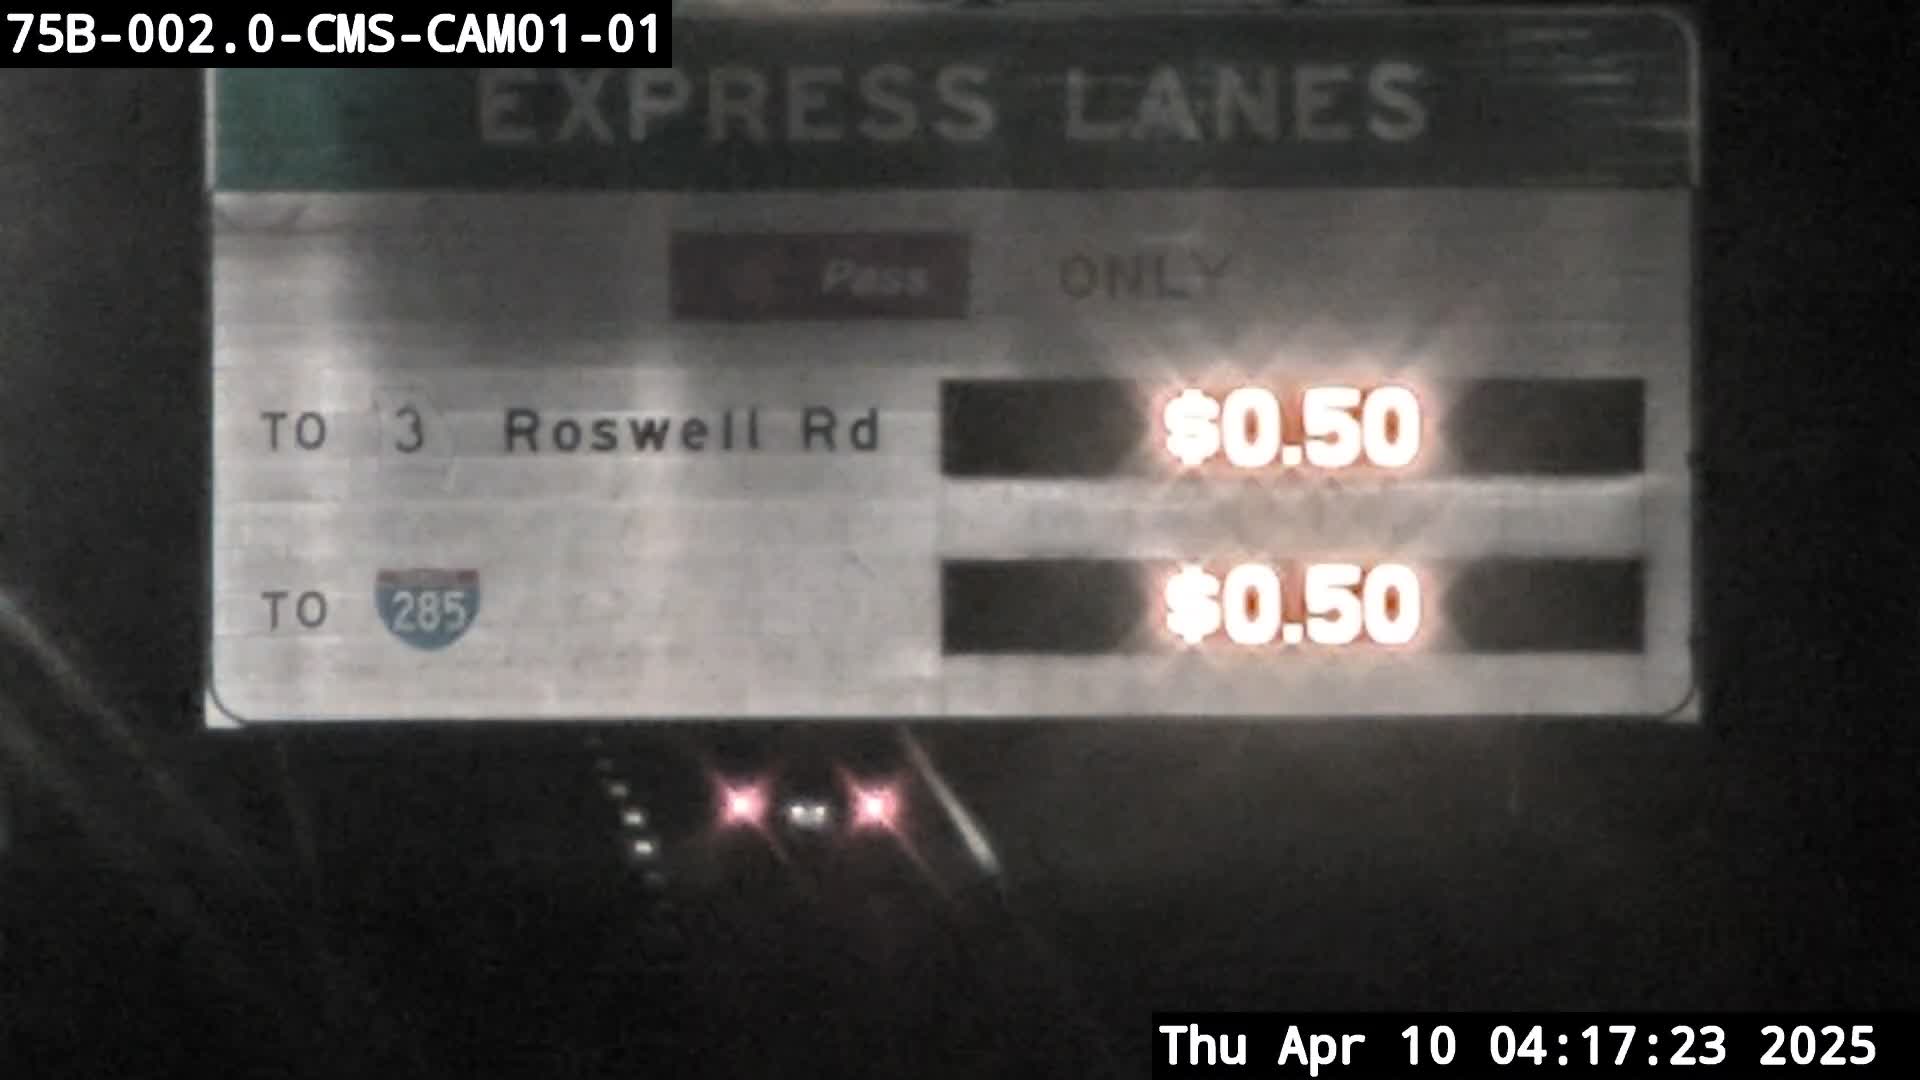 75B-002.0-CMS-CAM01-01
EXPRESS LANES
Pass ONLY
TO 3 Roswell Rd $0.50
TO 285 $0.50
Thu Apr 10 04:17:23 2025